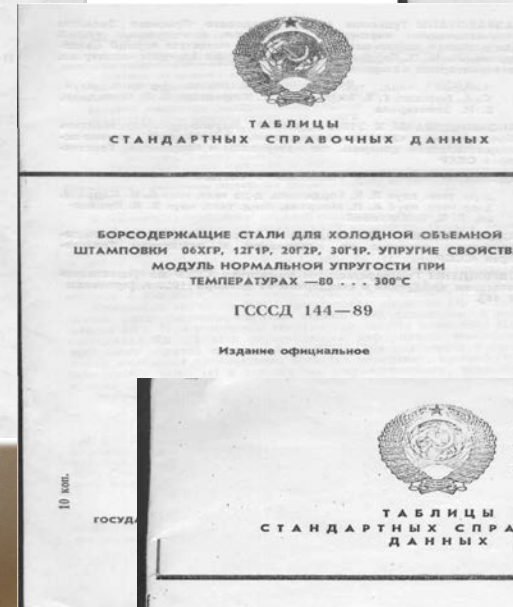 ТАБЛИЦЫ
СТАНДАРТНЫХ СПРАВОЧНЫХ ДАННЫХ
БОРСОДЕРЖАЩИЕ СТАЛИ ДЛЯ ХОЛОДНОЙ ОБЪЕМНОЙ
ШТАМПОВКИ 06ХГР, 12Г1Р, 20Г2Р, 30Г1Р. УПРУГИЕ СВОЙСТВ
МОДУЛЬ НОРМАЛЬНОЙ УПРУГОСТИ ПРИ
ТЕМПЕРАТУРАХ —80 . . . 300°С
ГСССД 144—89
Издание официальное
10 коп.
ГОСУДА
ТАБЛИЦЫ
СТАНДАРТНЫХ СПРА
ДАННЫХ